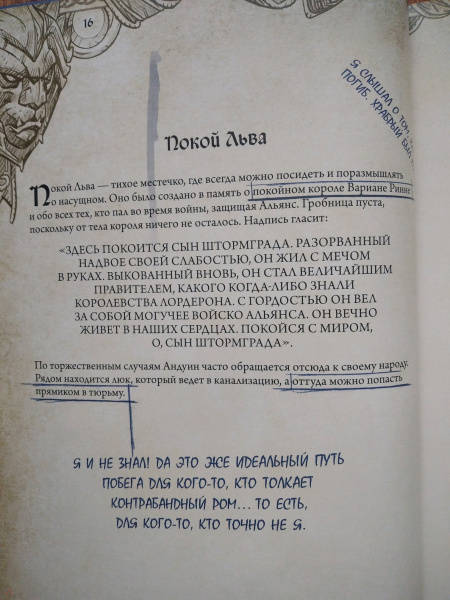 16
Я СЛЫШАЛ О ТОМ,
ПОГИБ. ХРАБРЫЙ БЫЛ
Покой Льва
Покой Льва — тихое местечко, где всегда можно посидеть и поразмышлять
о насущном. Оно было создано в память о покойном короле Вариане Ринне
и обо всех тех, кто пал во время войны, защищая Альянс. Гробница пуста,
поскольку от тела короля ничего не осталось. Надпись гласит:
«ЗДЕСЬ ПОКОИТСЯ СЫН ШТОРМГРАДА. РАЗОРВАННЫЙ
НАДВОЕ СВОЕЙ СЛАБОСТЬЮ, ОН ЖИЛ С МЕЧОМ
В РУКАХ. ВЫКОВАННЫЙ ВНОВЬ, ОН СТАЛ ВЕЛИЧАЙШИМ
ПРАВИТЕЛЕМ, КАКОГО КОГДА-ЛИБО ЗНАЛИ
КОРОЛЕВСТВА ЛОРДЕРОНА. С ГОРДОСТЬЮ ОН ВЕЛ
ЗА СОБОЙ МОГУЧЕЕ ВОЙСКО АЛЬЯНСА. ОН ВЕЧНО
ЖИВЕТ В НАШИХ СЕРДЦАХ. ПОКОЙСЯ С МИРОМ,
О, СЫН ШТОРМГРАДА».
По торжественным случаям Андуин часто обращается отсюда к своему народу.
Рядом находится люк, который ведет в канализацию, а оттуда можно попасть
прямиком в тюрьму.
Я И НЕ ЗНАЛ! ДА ЭТО ЖЕ ИДЕАЛЬНЫЙ ПУТЬ
ПОБЕГА ДЛЯ КОГО-ТО, КТО ТОЛКАЕТ
КОНТРАБАНДНЫЙ РОМ... ТО ЕСТЬ,
ДЛЯ КОГО-ТО, КТО ТОЧНО НЕ Я.